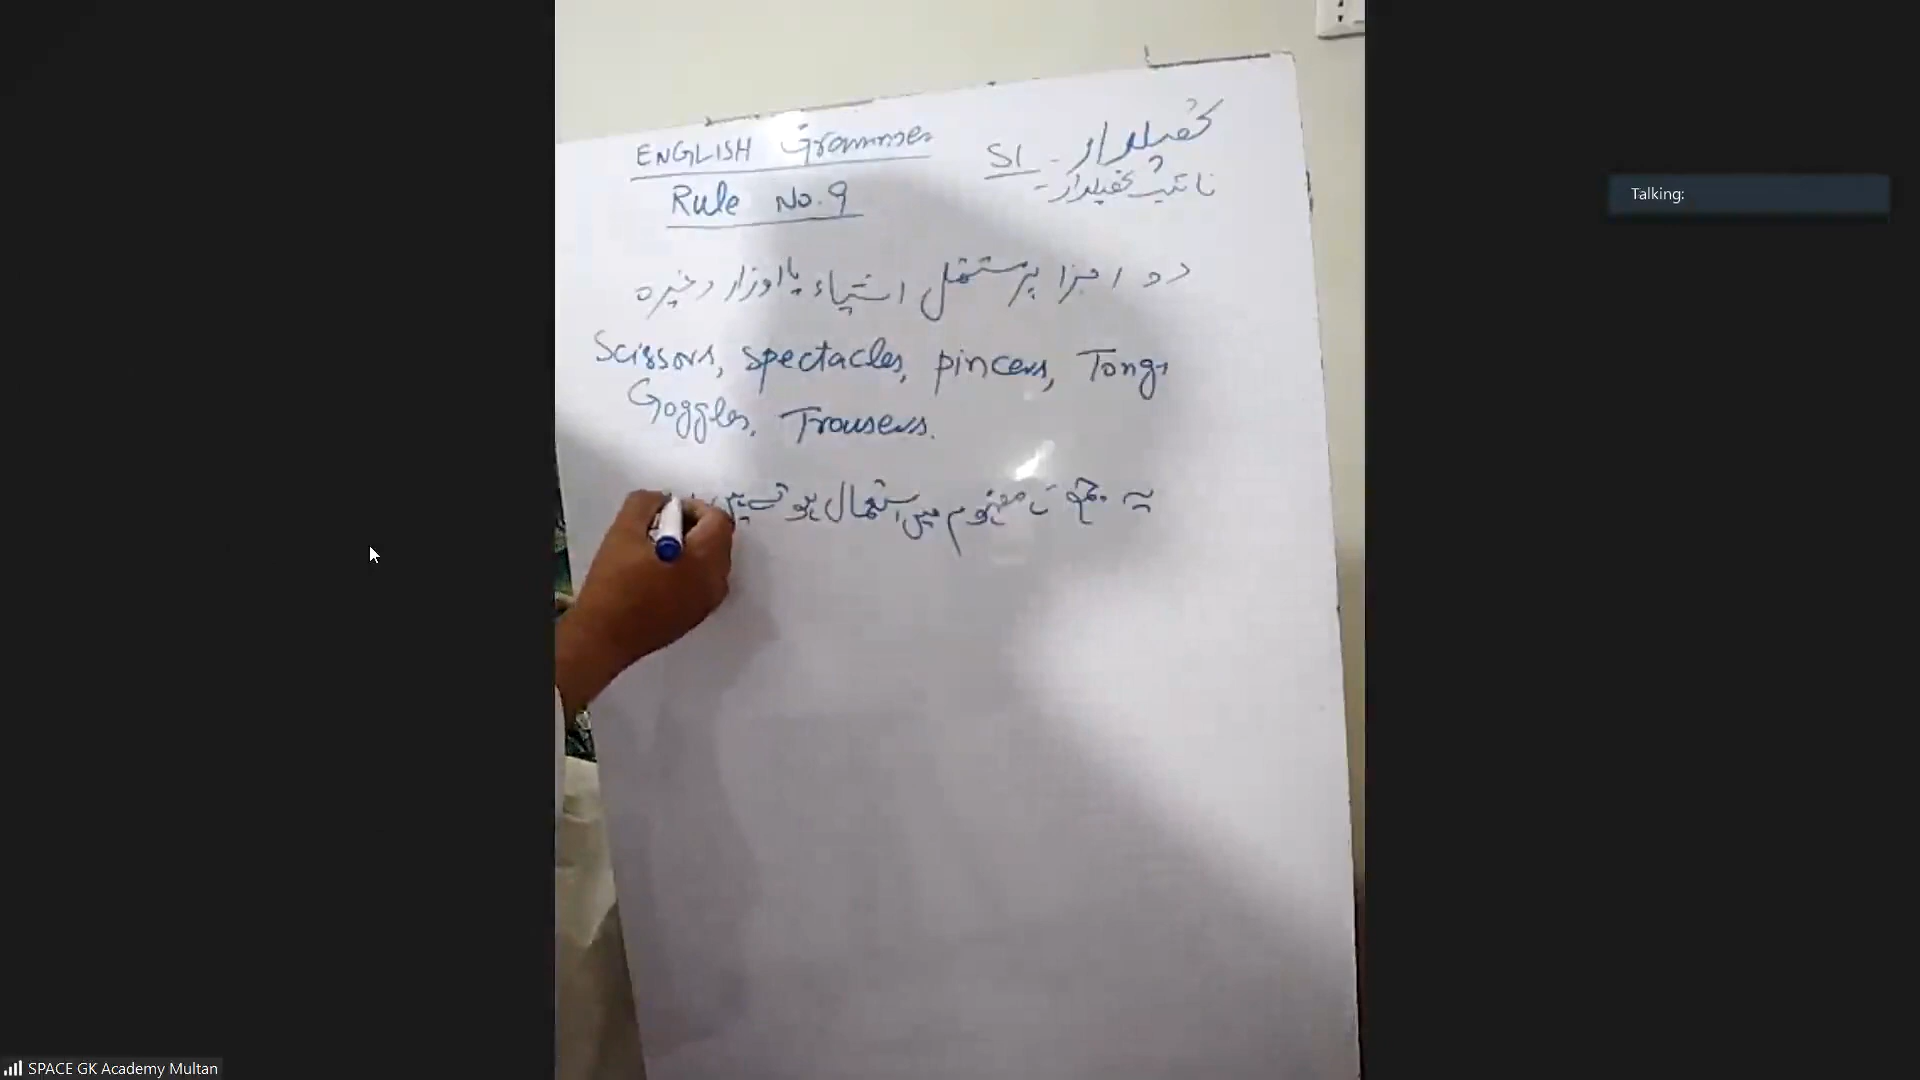 ENGLISH Grammer
تحصیلدار - SI
نائب تحصیلدار -
Rule No. 9
دو اجزا پر مشتمل اشیاء یا اوزار وغیرہ
Scissors, Spectacles, pincers, Tongs
Goggles, Trousers.
یہ جمع کے مفہوم میں استعمال ہوتے ہیں
Talking:
SPACE GK Academy Multan